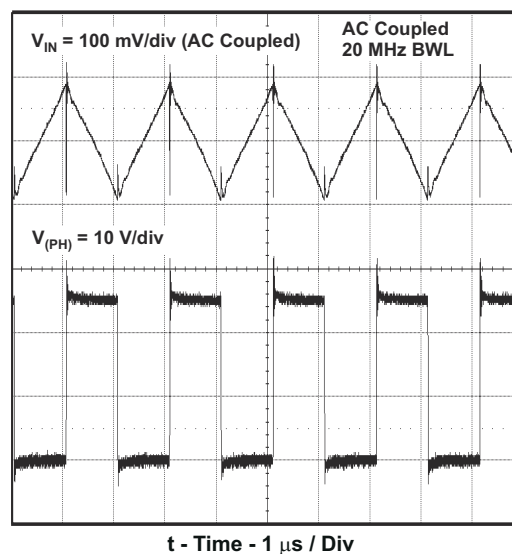 V_IN = 100 mV/div (AC Coupled)
AC Coupled
20 MHz BWL
V_(PH) = 10 V/div
t - Time - 1 μs / Div